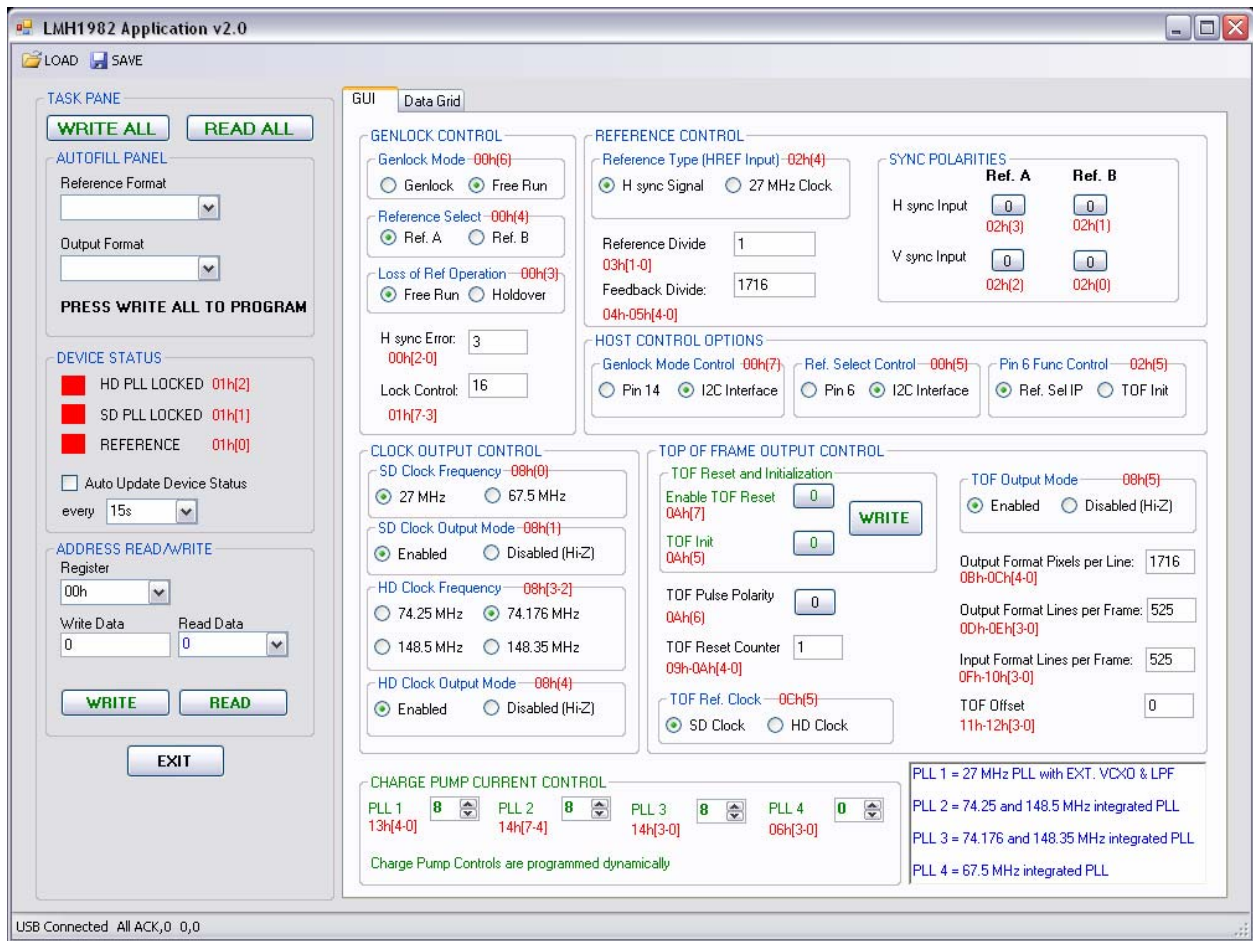 LMH1982 Application v2.0
LOAD SAVE
TASK PANE
WRITE ALL READ ALL
AUTOFILL PANEL
Reference Format
Output Format
PRESS WRITE ALL TO PROGRAM
DEVICE STATUS
HD PLL LOCKED 01h[2]
SD PLL LOCKED 01h[1]
REFERENCE 01h[0]
Auto Update Device Status
every 15s
ADDRESS READ/WRITE
Register
00h
Write Data Read Data
0 0
WRITE READ
EXIT
GUI Data Grid
GENLOCK CONTROL
Genlock Mode 00h(6)
Genlock Free Run
Reference Select 00h(4)
Ref. A Ref. B
Loss of Ref Operation 00h(3)
Free Run Holdover
H sync Error: 3
00h[2-0]
Lock Control: 16
01h[7-3]
REFERENCE CONTROL
Reference Type (HREF Input) 02h(4)
H sync Signal 27 MHz Clock
Reference Divide 1
03h[1-0]
Feedback Divide: 1716
04h-05h[4-0]
SYNC POLARITIES
Ref. A Ref. B
H sync Input 0 0
02h(3) 02h(1)
V sync Input 0 0
02h(2) 02h(0)
HOST CONTROL OPTIONS
Genlock Mode Control 00h(7)
Pin 14 I2C Interface
Ref. Select Control 00h(5)
Pin 6 I2C Interface
Pin 6 Func Control 02h(5)
Ref. Sel IP TOF Init
CLOCK OUTPUT CONTROL
SD Clock Frequency 08h(0)
27 MHz 67.5 MHz
SD Clock Output Mode 08h(1)
Enabled Disabled (Hi-Z)
HD Clock Frequency 08h[3-2]
74.25 MHz 74.176 MHz
148.5 MHz 148.35 MHz
HD Clock Output Mode 08h(4)
Enabled Disabled (Hi-Z)
TOP OF FRAME OUTPUT CONTROL
TOF Reset and Initialization
Enable TOF Reset 0
0Ah[7]
WRITE
TOF Init 0
0Ah(5)
TOF Pulse Polarity 0
0Ah(6)
TOF Reset Counter 1
09h-0Ah[4-0]
TOF Ref. Clock 0Ch(5)
SD Clock HD Clock
TOF Output Mode 08h(5)
Enabled Disabled (Hi-Z)
Output Format Pixels per Line: 1716
0Bh-0Ch[4-0]
Output Format Lines per Frame: 525
0Dh-0Eh[3-0]
Input Format Lines per Frame: 525
0Fh-10h[3-0]
TOF Offset 0
11h-12h[3-0]
CHARGE PUMP CURRENT CONTROL
PLL 1 8 PLL 2 8 PLL 3 8 PLL 4 0
13h[4-0] 14h[7-4] 14h[3-0] 06h[3-0]
Charge Pump Controls are programmed dynamically
PLL 1 = 27 MHz PLL with EXT. VCXO & LPF
PLL 2 = 74.25 and 148.5 MHz integrated PLL
PLL 3 = 74.176 and 148.35 MHz integrated PLL
PLL 4 = 67.5 MHz integrated PLL
USB Connected All ACK,0 0,0